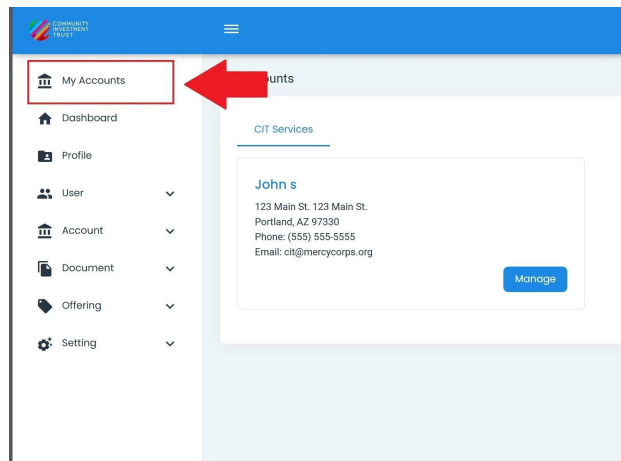 COMMUNITY
INVESTMENT
TRUST
My Accounts
Dashboard
Profile
User
Account
Document
Offering
Setting
ounts
CIT Services
John s
123 Main St. 123 Main St.
Portland, AZ 97330
Phone: (555) 555-5555
Email: cit@mercycorps.org
Manage